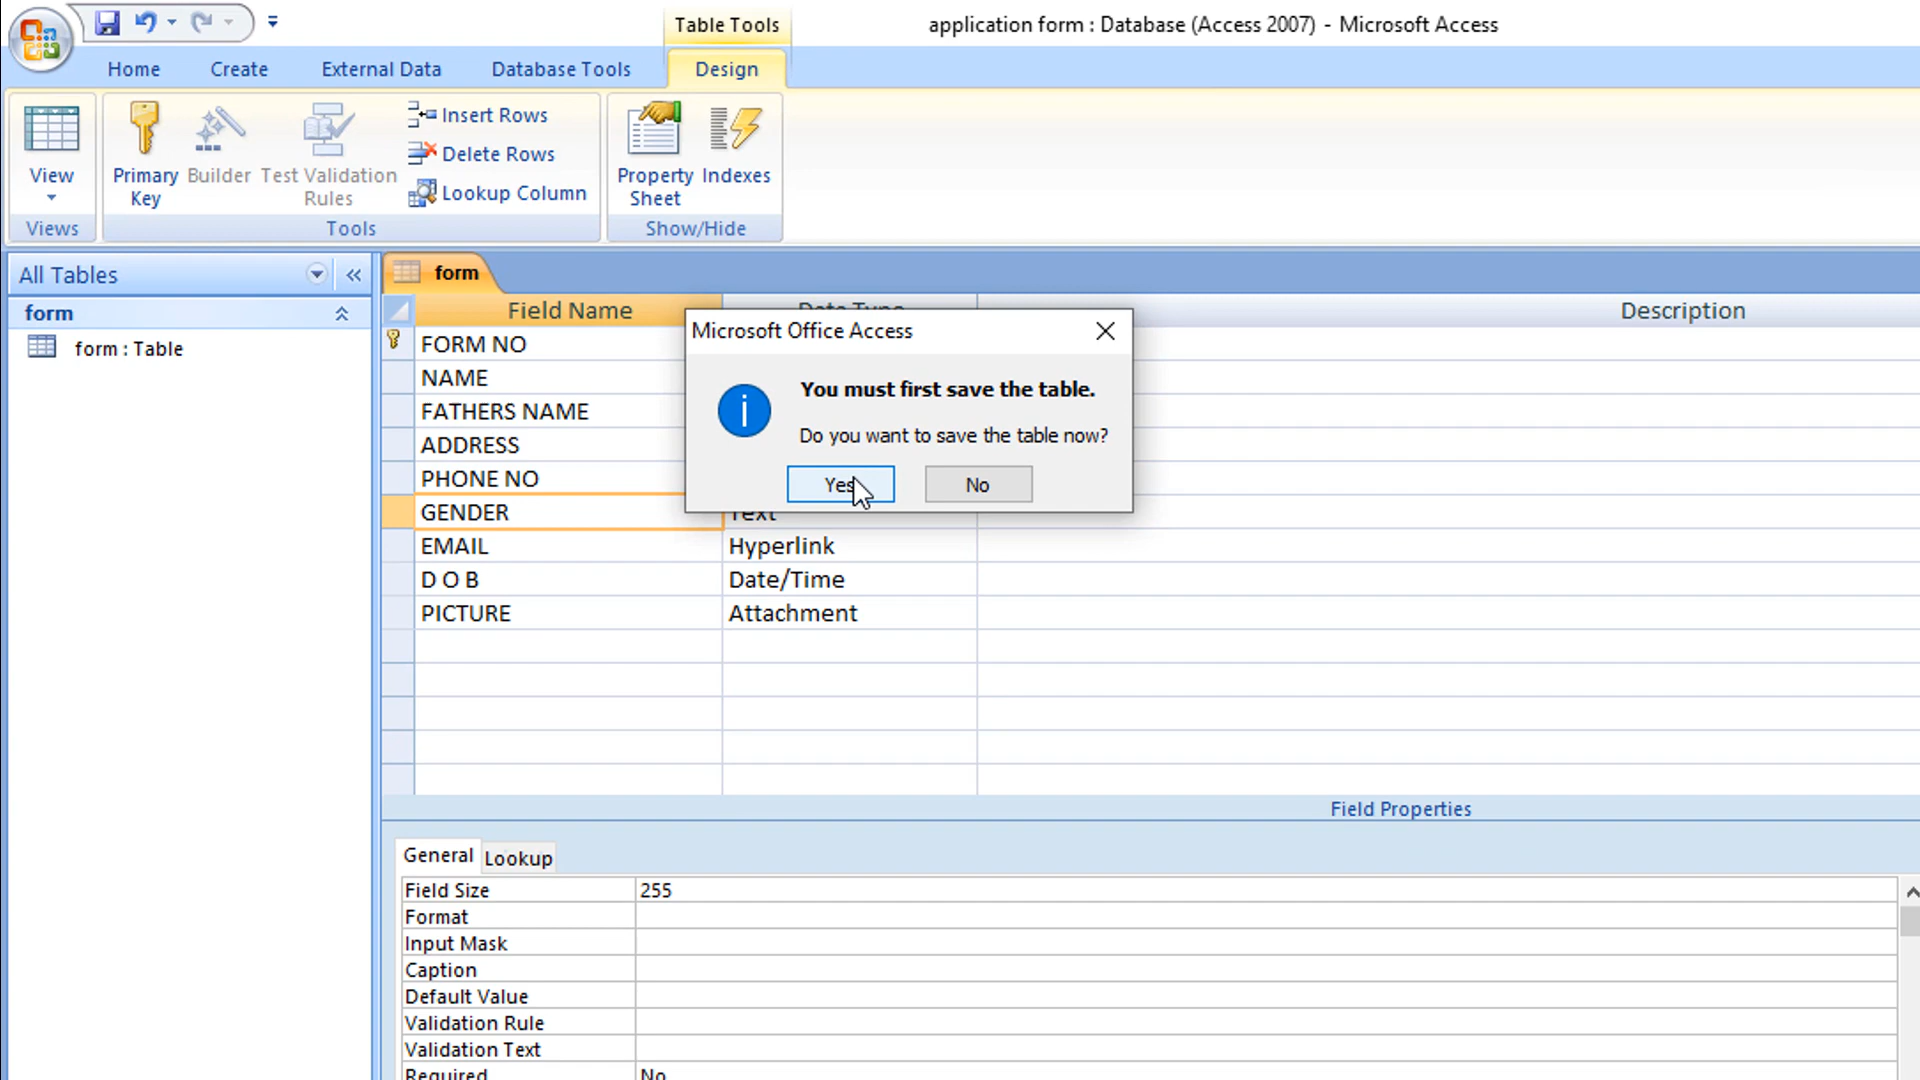 Table Tools
application form : Database (Access 2007) - Microsoft Access
Home
Create
External Data
Database Tools
Design
View
Primary Key
Builder
Test Validation Rules
Insert Rows
Delete Rows
Lookup Column
Property Sheet
Indexes
Views
Tools
Show/Hide
All Tables
form
form : Table
form
Field Name
Data Type
Description
FORM NO
NAME
FATHERS NAME
ADDRESS
PHONE NO
GENDER
Text
EMAIL
Hyperlink
D O B
Date/Time
PICTURE
Attachment
Microsoft Office Access
You must first save the table.
Do you want to save the table now?
Yes
No
Field Properties
General
Lookup
Field Size
255
Format
Input Mask
Caption
Default Value
Validation Rule
Validation Text
Required
No